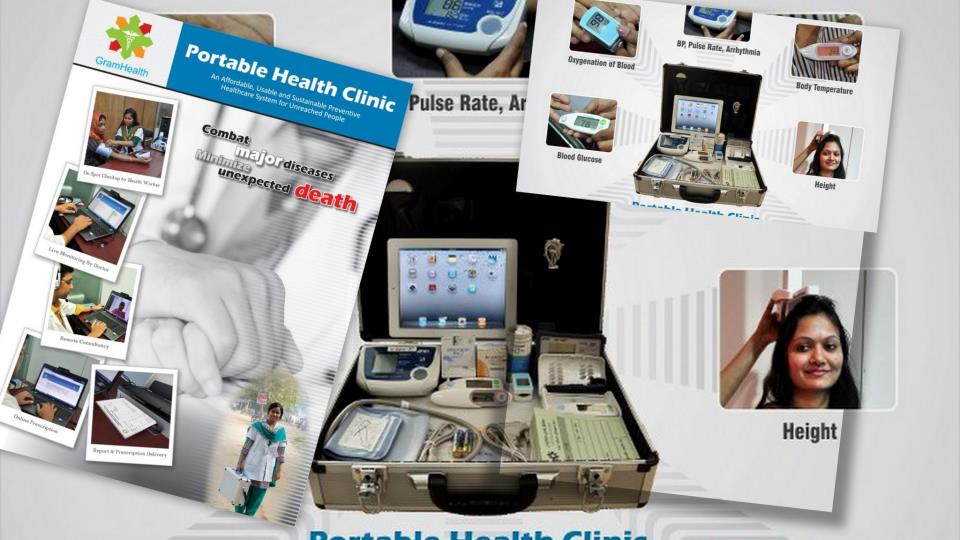 GramHealth
Portable Health Clinic
An Affordable, Usable and Sustainable Preventive
Healthcare System for Unreached People
Combat
major diseases
Minimize
unexpected death
On Spot Checkup by Health Worker
Live Monitoring By Doctor
Remote Consultancy
Online Prescription
Report & Prescription Delivery
Pulse Rate, Ar
Oxygenation of Blood
BP, Pulse Rate, Arrhythmia
Body Temperature
Blood Glucose
Height
Portable Health Clinic
Height
Portable Health Clinic